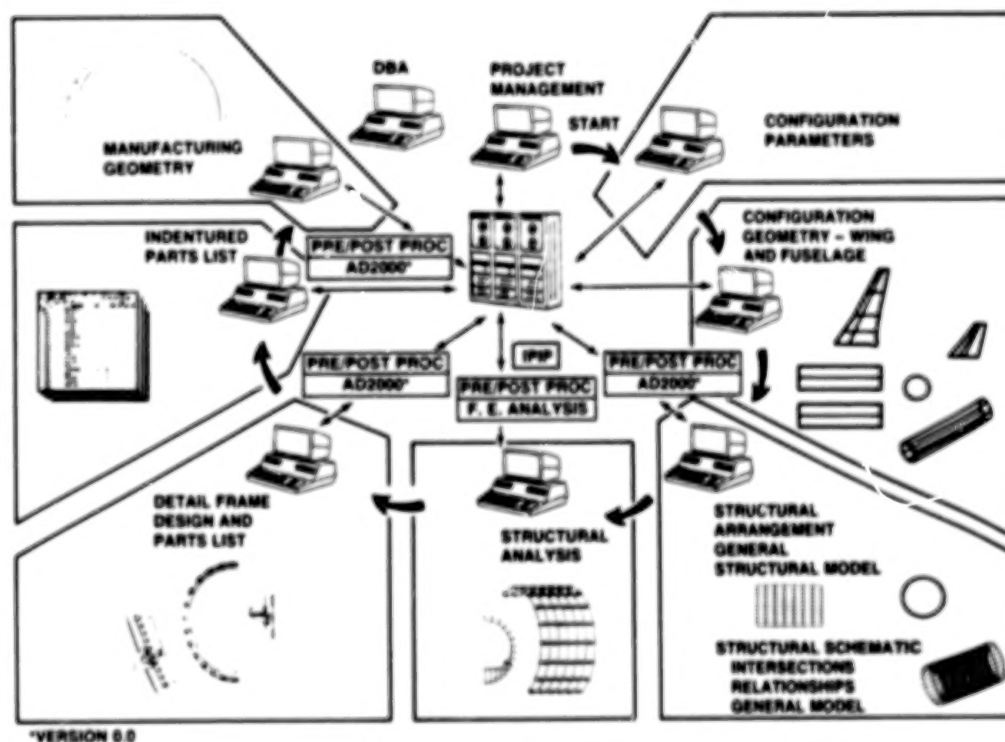 DBA
PROJECT
MANAGEMENT
START
CONFIGURATION
PARAMETERS
MANUFACTURING
GEOMETRY
INDENTURED
PARTS LIST
PRE/POST PROC
AD2000*
CONFIGURATION
GEOMETRY – WING
AND FUSELAGE
IPIP
PRE/POST PROC
AD2000*
PRE/POST PROC
F. E. ANALYSIS
PRE/POST PROC
AD2000*
DETAIL FRAME
DESIGN AND
PARTS LIST
STRUCTURAL
ANALYSIS
STRUCTURAL
ARRANGEMENT
GENERAL
STRUCTURAL MODEL
STRUCTURAL SCHEMATIC
INTERSECTIONS
RELATIONSHIPS
GENERAL MODEL
*VERSION 0.0